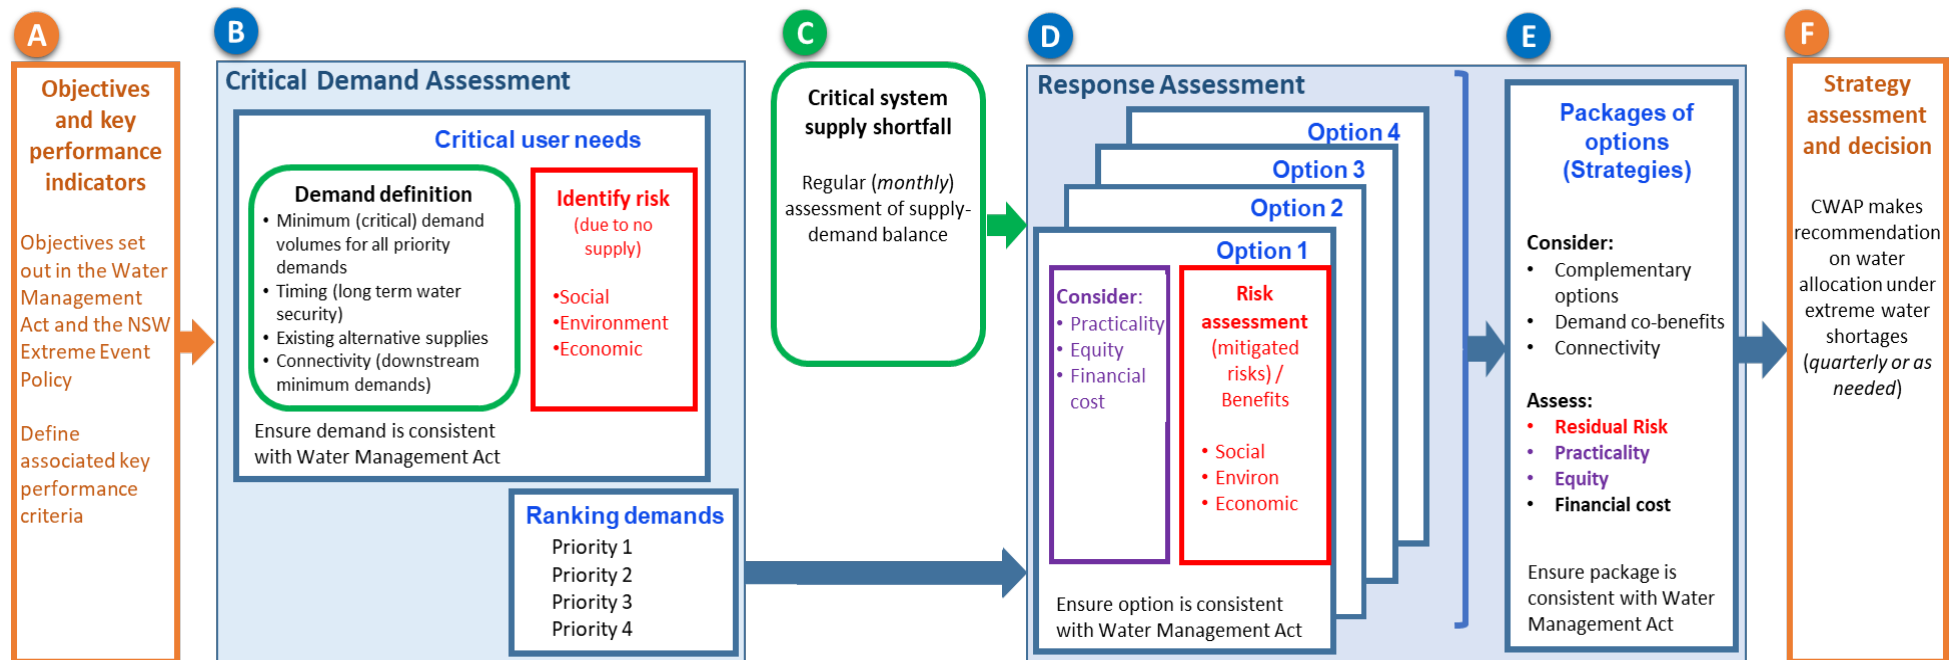 A
Objectives
and key
performance
indicators
Objectives set
out in the Water
Management
Act and the NSW
Extreme Event
Policy
Define
associated key
performance
criteria
B
Critical Demand Assessment
Critical user needs
Demand definition
• Minimum (critical) demand
volumes for all priority
demands
• Timing (long term water
security)
• Existing alternative supplies
• Connectivity (downstream
minimum demands)
Identify risk
(due to no
supply)
•Social
•Environment
•Economic
Ensure demand is consistent
with Water Management Act
Ranking demands
Priority 1
Priority 2
Priority 3
Priority 4
C
Critical system
supply shortfall
Regular (monthly)
assessment of supply-
demand balance
D
Response Assessment
Option 4
Option 3
Option 2
Option 1
Consider:
• Practicality
• Equity
• Financial
cost
Risk
assessment
(mitigated
risks) /
Benefits
• Social
• Environ
• Economic
Ensure option is consistent
with Water Management Act
E
Packages of
options
(Strategies)
Consider:
• Complementary
options
• Demand co-benefits
• Connectivity
Assess:
• Residual Risk
• Practicality
• Equity
• Financial cost
Ensure package is
consistent with Water
Management Act
F
Strategy
assessment
and decision
CWAP makes
recommendation
on water
allocation under
extreme water
shortages
(quarterly or as
needed)